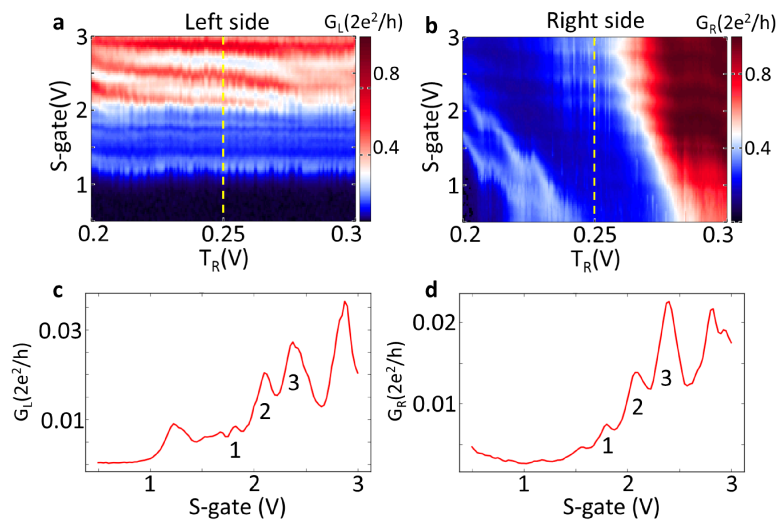 a Left side G_L(2e²/h)
3
2
1
S-gate(V)
0.2 0.25 0.3
T_R(V)
0.8
0.4
b Right side G_R(2e²/h)
3
2
1
S-gate(V)
0.2 0.25 0.3
T_R(V)
0.8
0.4
c
G_L(2e²/h)
0.03
0.01
1 2 3
1 2 3
S-gate (V)
d
G_R(2e²/h)
0.02
0.01
1 2 3
1 2 3
S-gate (V)